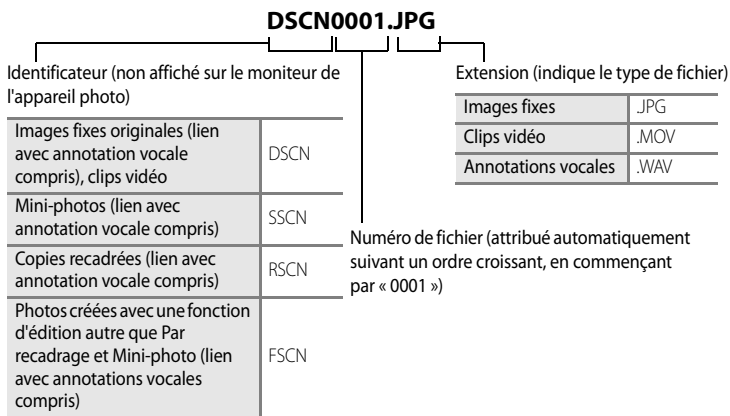 DSCN0001.JPG
Identificateur (non affiché sur le moniteur de
l'appareil photo)
Images fixes originales (lien
avec annotation vocale
compris), clips vidéo
DSCN
Mini-photos (lien avec
annotation vocale compris)
SSCN
Copies recadrées (lien avec
annotation vocale compris)
RSCN
Photos créées avec une fonction
d'édition autre que Par
recadrage et Mini-photo (lien
avec annotations vocales
compris)
FSCN
Extension (indique le type de fichier)
Images fixes
.JPG
Clips vidéo
.MOV
Annotations vocales
.WAV
Numéro de fichier (attribué automatiquement
suivant un ordre croissant, en commençant
par « 0001 »)